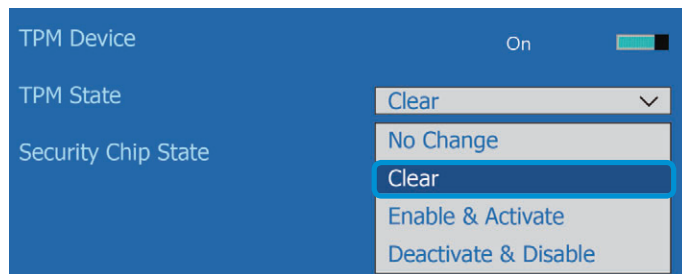 TPM Device On
TPM State Clear
Security Chip State
No Change
Clear
Enable & Activate
Deactivate & Disable